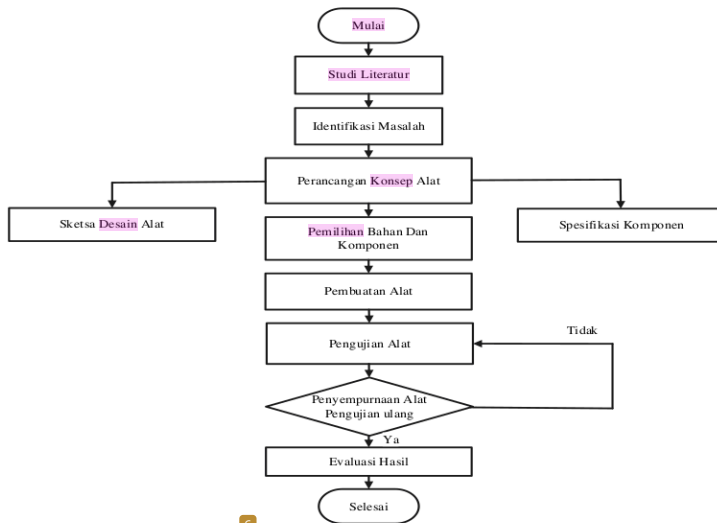 Mulai
Studi Literatur
Identifikasi Masalah
Perancangan Konsep Alat
Sketsa Desain Alat
Pemilihan Bahan Dan
Komponen
Spesifikasi Komponen
Pembuatan Alat
Pengujian Alat
Tidak
Penyempurnaan Alat
Pengujian ulang
Ya
Evaluasi Hasil
Selesai